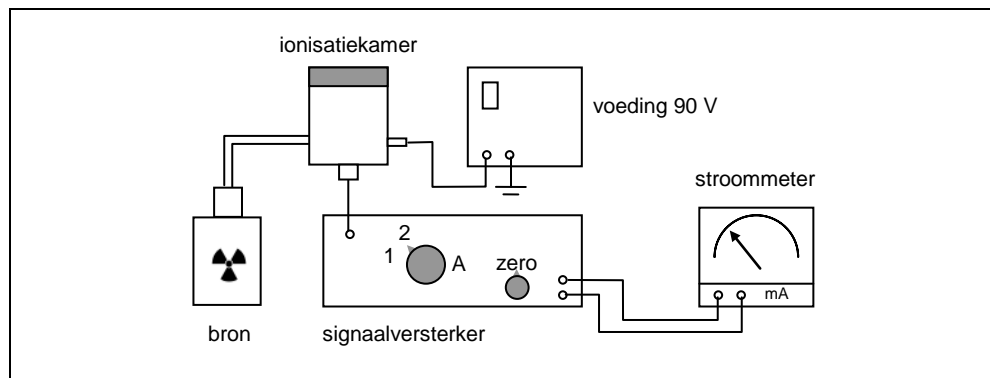 ionisatiekamer
voeding 90 V
stroommeter
2
1
A
zero
mA
bron
signaalversterker